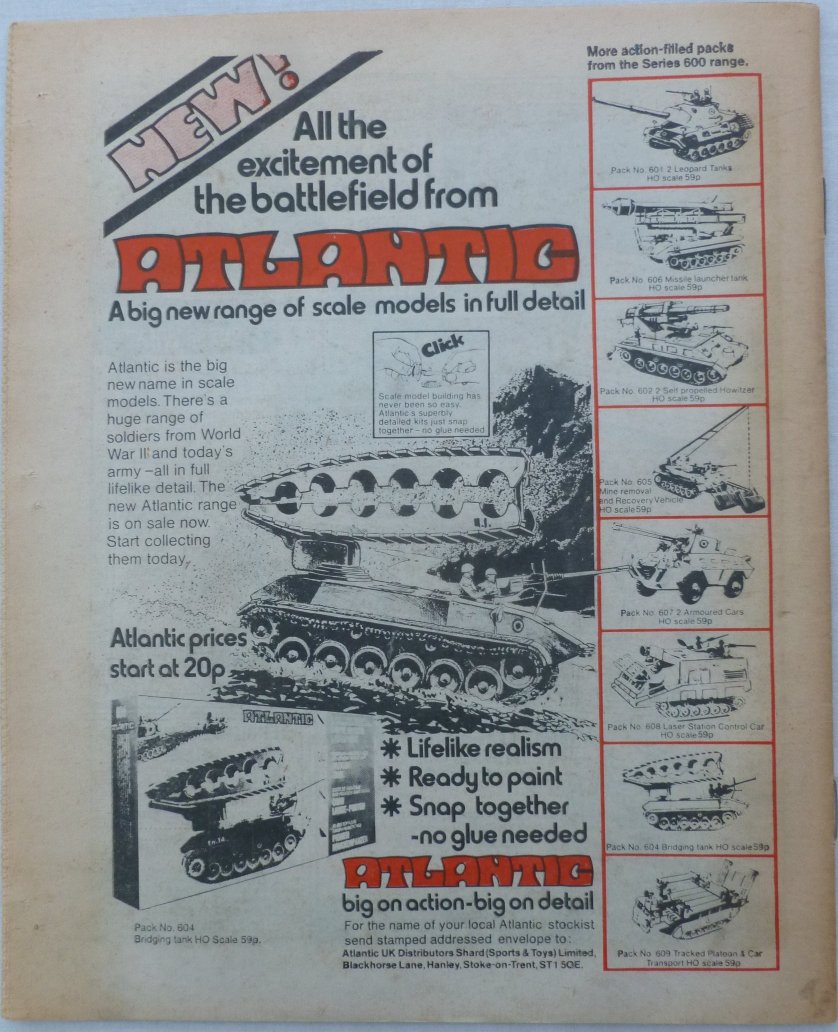 NEW!
All the
excitement of
the battlefield from
ATLANTIC
A big new range of scale models in full detail
Atlantic is the big
new name in scale
models. There's a
huge range of
soldiers from World
War II and today's
army – all in full
lifelike detail. The
new Atlantic range
is on sale now.
Start collecting
them today.
Click
Scale model building has
never been so easy.
Atlantic's superbly
detailed kits just snap
together – no glue needed
Atlantic prices
start at 20p
ATLANTIC
Pack No. 604
Bridging tank HO Scale 59p.
✱ Lifelike realism
✱ Ready to paint
✱ Snap together
-no glue needed
ATLANTIC
big on action-big on detail
For the name of your local Atlantic stockist
send stamped addressed envelope to:
Atlantic UK Distributors Shard (Sports & Toys) Limited,
Blackhorse Lane, Hanley, Stoke-on-Trent, ST1 5QE.
More action-filled packs
from the Series 600 range.
Pack No. 601 2 Leopard Tanks
HO scale 59p
Pack No. 606 Missile launcher tank
HO scale 59p
Pack No. 602 2 Self propelled Howitzer
HO scale 59p
Pack No. 605
Mine removal
and Recovery Vehicle
HO scale 59p
Pack No. 607 2 Armoured Cars
HO scale 59p
Pack No. 608 Laser Station Control Car
HO scale 59p
Pack No. 604 Bridging tank HO scale 59p
Pack No. 609 Tracked Platoon & Car
Transport HO scale 59p